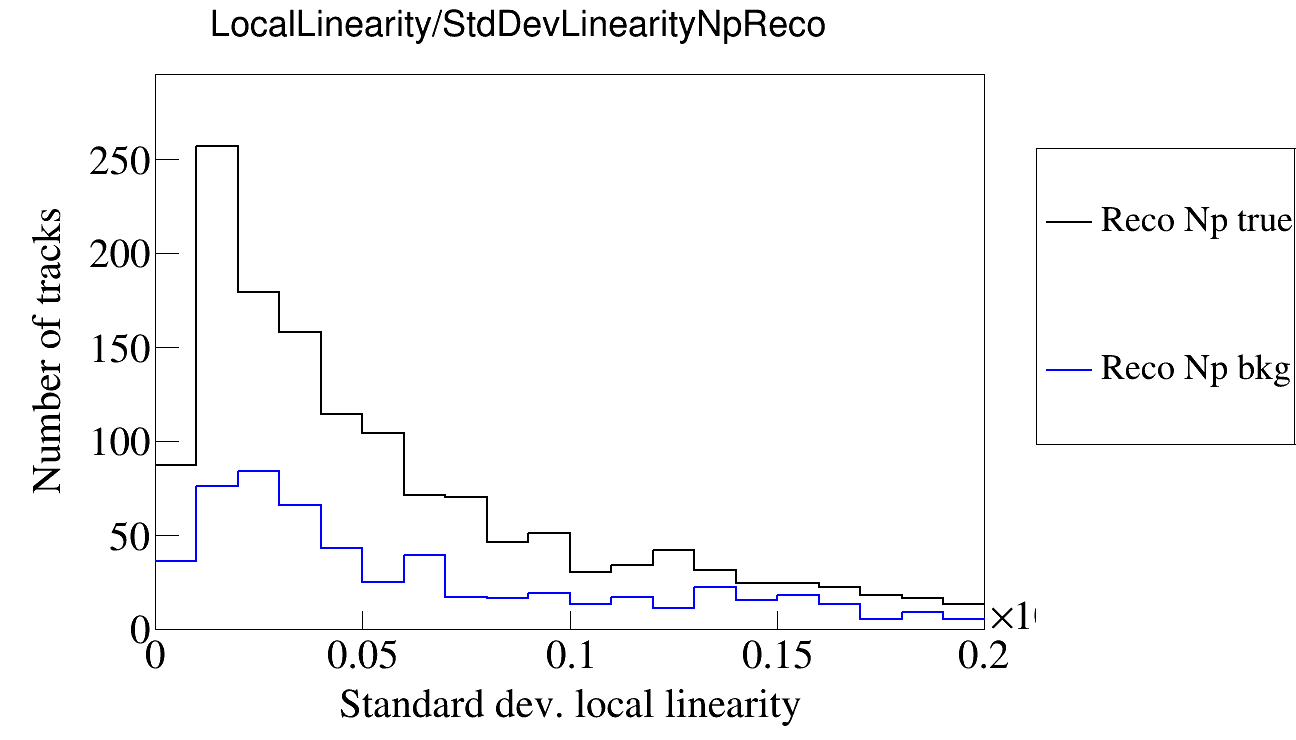 LocalLinearity/StdDevLinearityNpReco
250
200
150
100
50
0
Number of tracks
0 0.05 0.1 0.15 0.2
Standard dev. local linearity
Reco Np true
Reco Np bkg